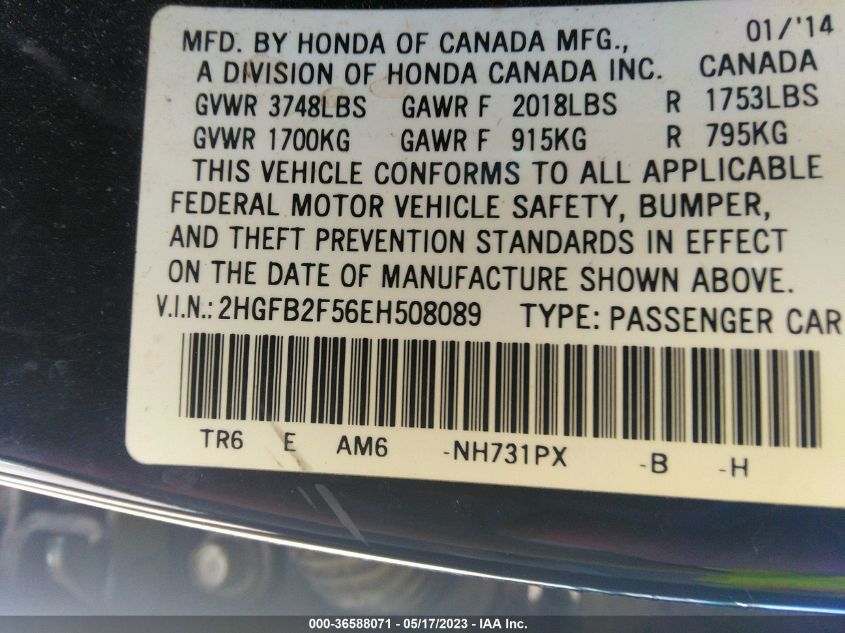 MFD. BY HONDA OF CANADA MFG., 01/'14
A DIVISION OF HONDA CANADA INC. CANADA
GVWR 3748LBS GAWR F 2018LBS R 1753LBS
GVWR 1700KG GAWR F 915KG R 795KG
THIS VEHICLE CONFORMS TO ALL APPLICABLE
FEDERAL MOTOR VEHICLE SAFETY, BUMPER,
AND THEFT PREVENTION STANDARDS IN EFFECT
ON THE DATE OF MANUFACTURE SHOWN ABOVE.
V.I.N.: 2HGFB2F56EH508089 TYPE: PASSENGER CAR
TR6 E AM6 -NH731PX -B -H
000-36588071 - 05/17/2023 - IAA Inc.